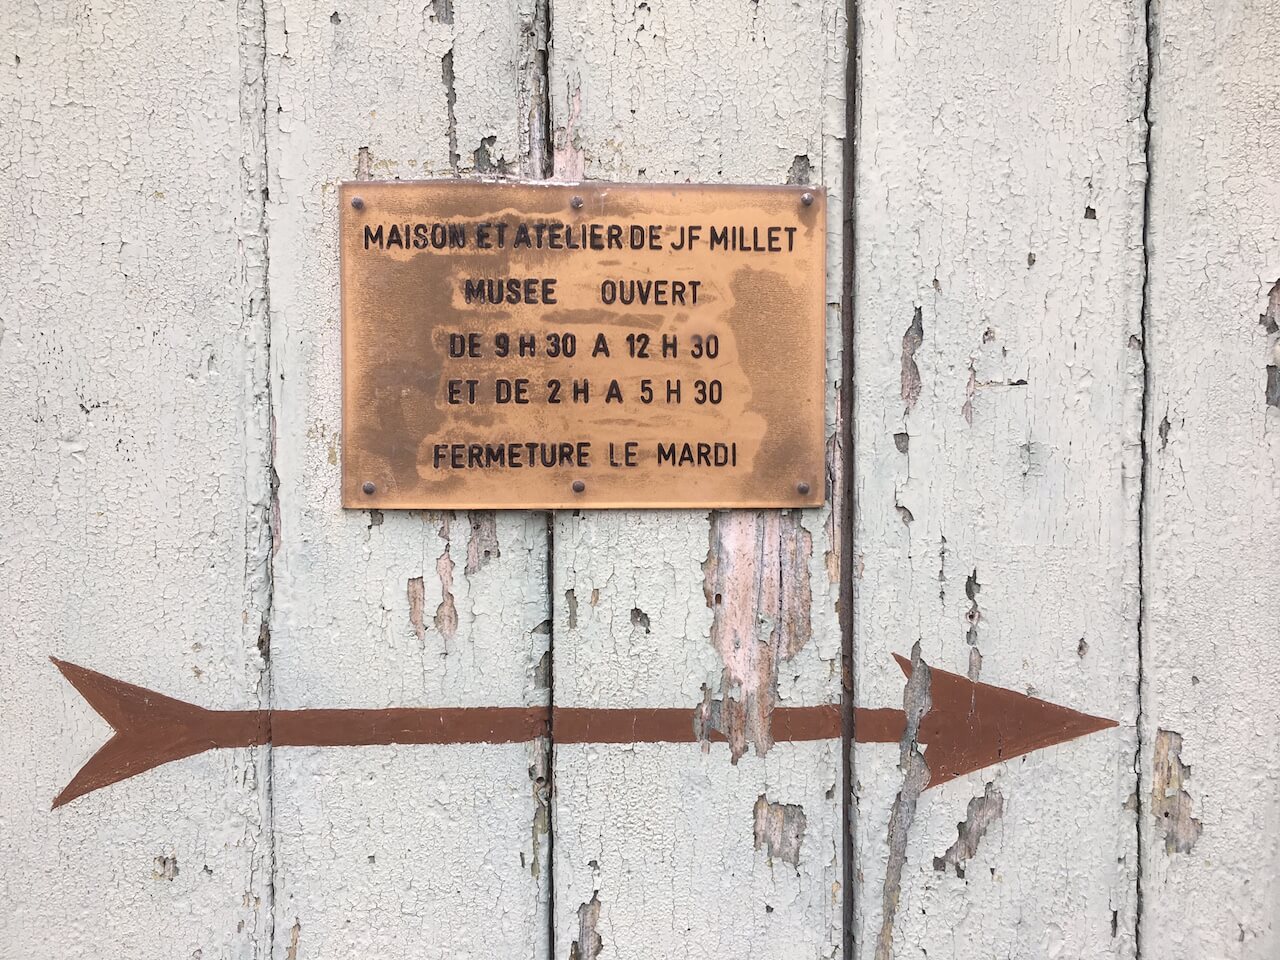 MAISON ET ATELIER DE JF MILLET
MUSEE OUVERT
DE 9 H 30 A 12 H 30
ET DE 2 H A 5 H 30
FERMETURE LE MARDI